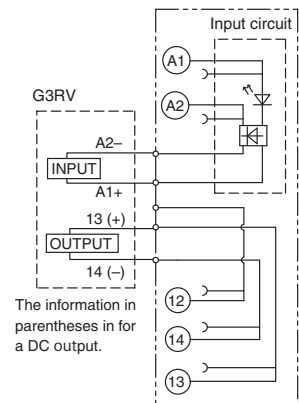 Input circuit
A1
G3RV
A2
A2–
INPUT
A1+
13 (+)
OUTPUT
14 (–)
The information in
parentheses in for
a DC output.
12
14
13